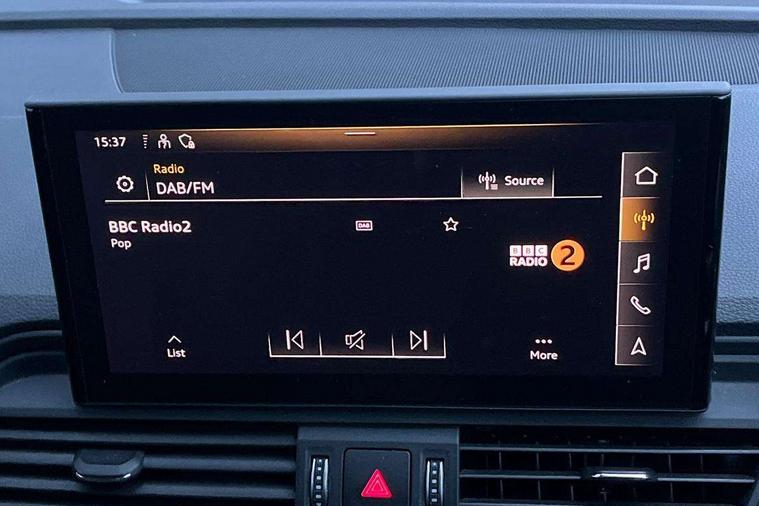 15:37
Radio
DAB/FM
Source
BBC Radio2
DAB
Pop
BBC
RADIO 2
List
More